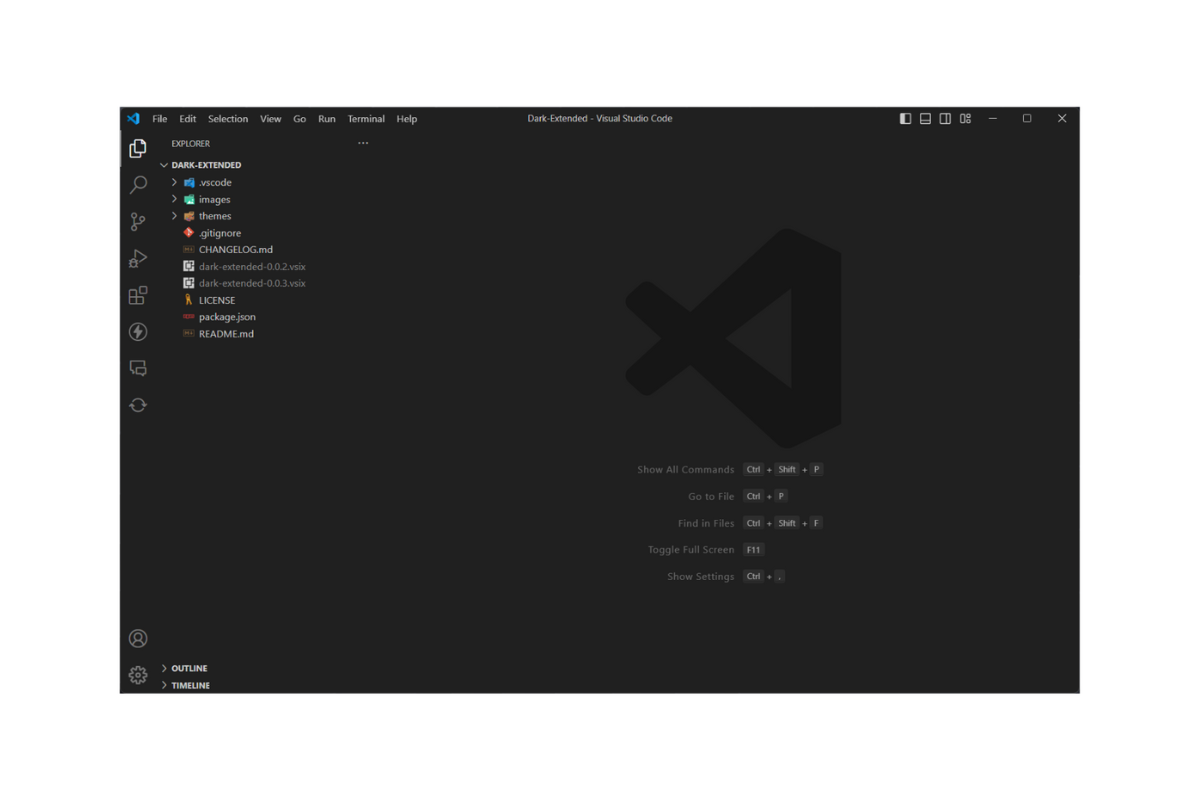 File Edit Selection View Go Run Terminal Help Dark-Extended - Visual Studio Code
EXPLORER ...
DARK-EXTENDED
.vscode
images
themes
.gitignore
CHANGELOG.md
dark-extended-0.0.2.vsix
dark-extended-0.0.3.vsix
LICENSE
package.json
README.md
Show All Commands Ctrl + Shift + P
Go to File Ctrl + P
Find in Files Ctrl + Shift + F
Toggle Full Screen F11
Show Settings Ctrl + ,
OUTLINE
TIMELINE